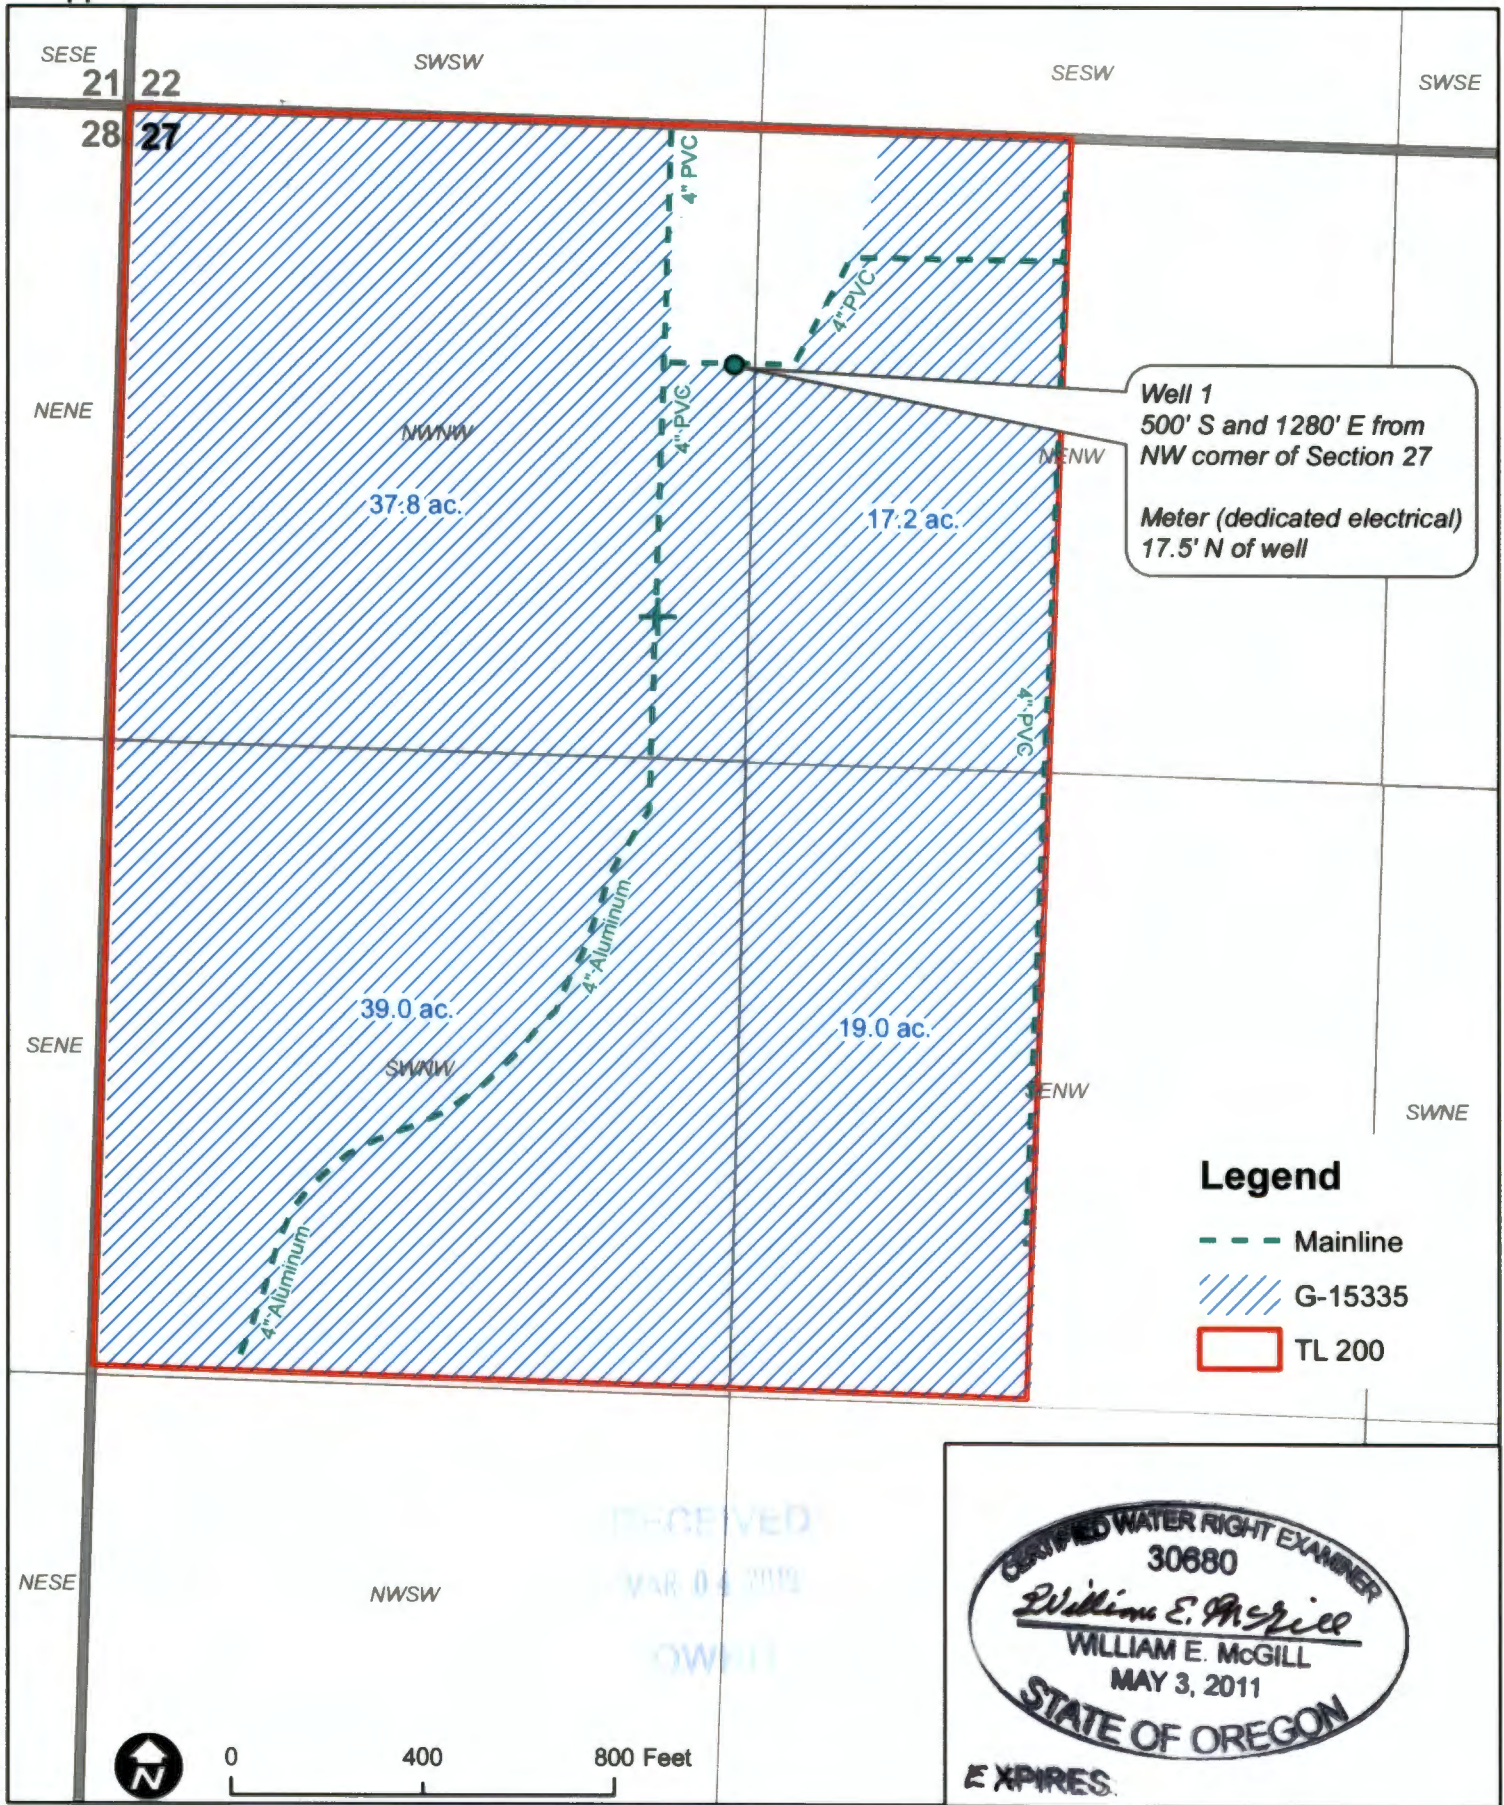 SESE
SWSW
SESW
SWSE
21 22
28 27
4" PVC
4" PVC
4" PVC
NENE
NWNW
NENW
37.8 ac.
17.2 ac.
Well 1
500' S and 1280' E from
NW corner of Section 27
Meter (dedicated electrical)
17.5' N of well
4" PVC
4" Aluminum
39.0 ac.
19.0 ac.
SENE
SWNW
SENW
SWNE
4" Aluminum
Legend
Mainline
G-15335
TL 200
RECEIVED
MAR 04
NESE
NWSW
CERTIFIED WATER RIGHT EXAMINER
30680
William E. McGill
WILLIAM E. McGILL
MAY 3, 2011
STATE OF OREGON
EXPIRES
N
0 400 800 Feet